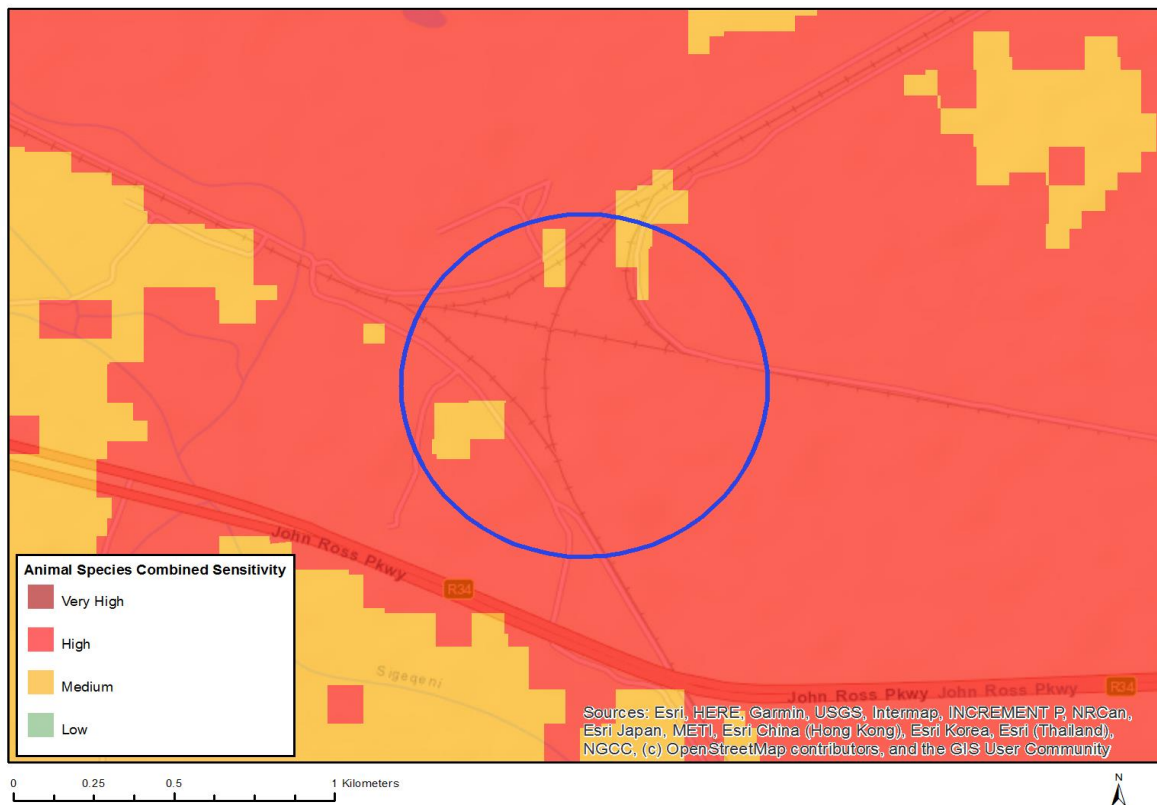 John Ross Pkwy
R34
Sigeqeni
John Ross Pkwy John Ross Pkwy
R34
Animal Species Combined Sensitivity
Very High
High
Medium
Low
Sources: Esri, HERE, Garmin, USGS, Intermap, INCREMENT P, NRCan,
Esri Japan, METI, Esri China (Hong Kong), Esri Korea, Esri (Thailand),
NGCC, (c) OpenStreetMap contributors, and the GIS User Community
0 0.25 0.5 1 Kilometers
N